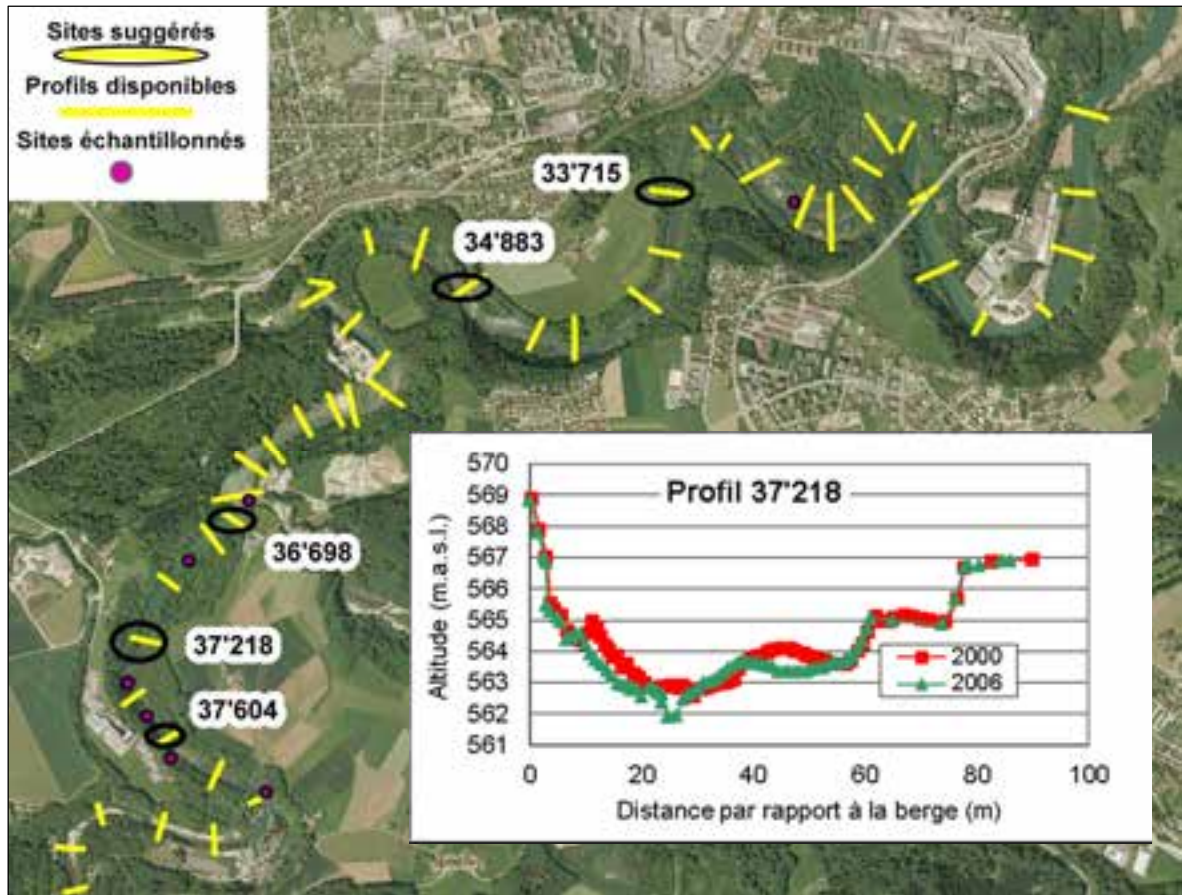 Sites suggérés
Profils disponibles
Sites échantillonnés
33'715
34'883
36'698
37'218
37'604
Profil 37'218
Altitude (m.a.s.l.)
570
569
568
567
566
565
564
563
562
561
0 20 40 60 80 100
Distance par rapport à la berge (m)
2000
2006